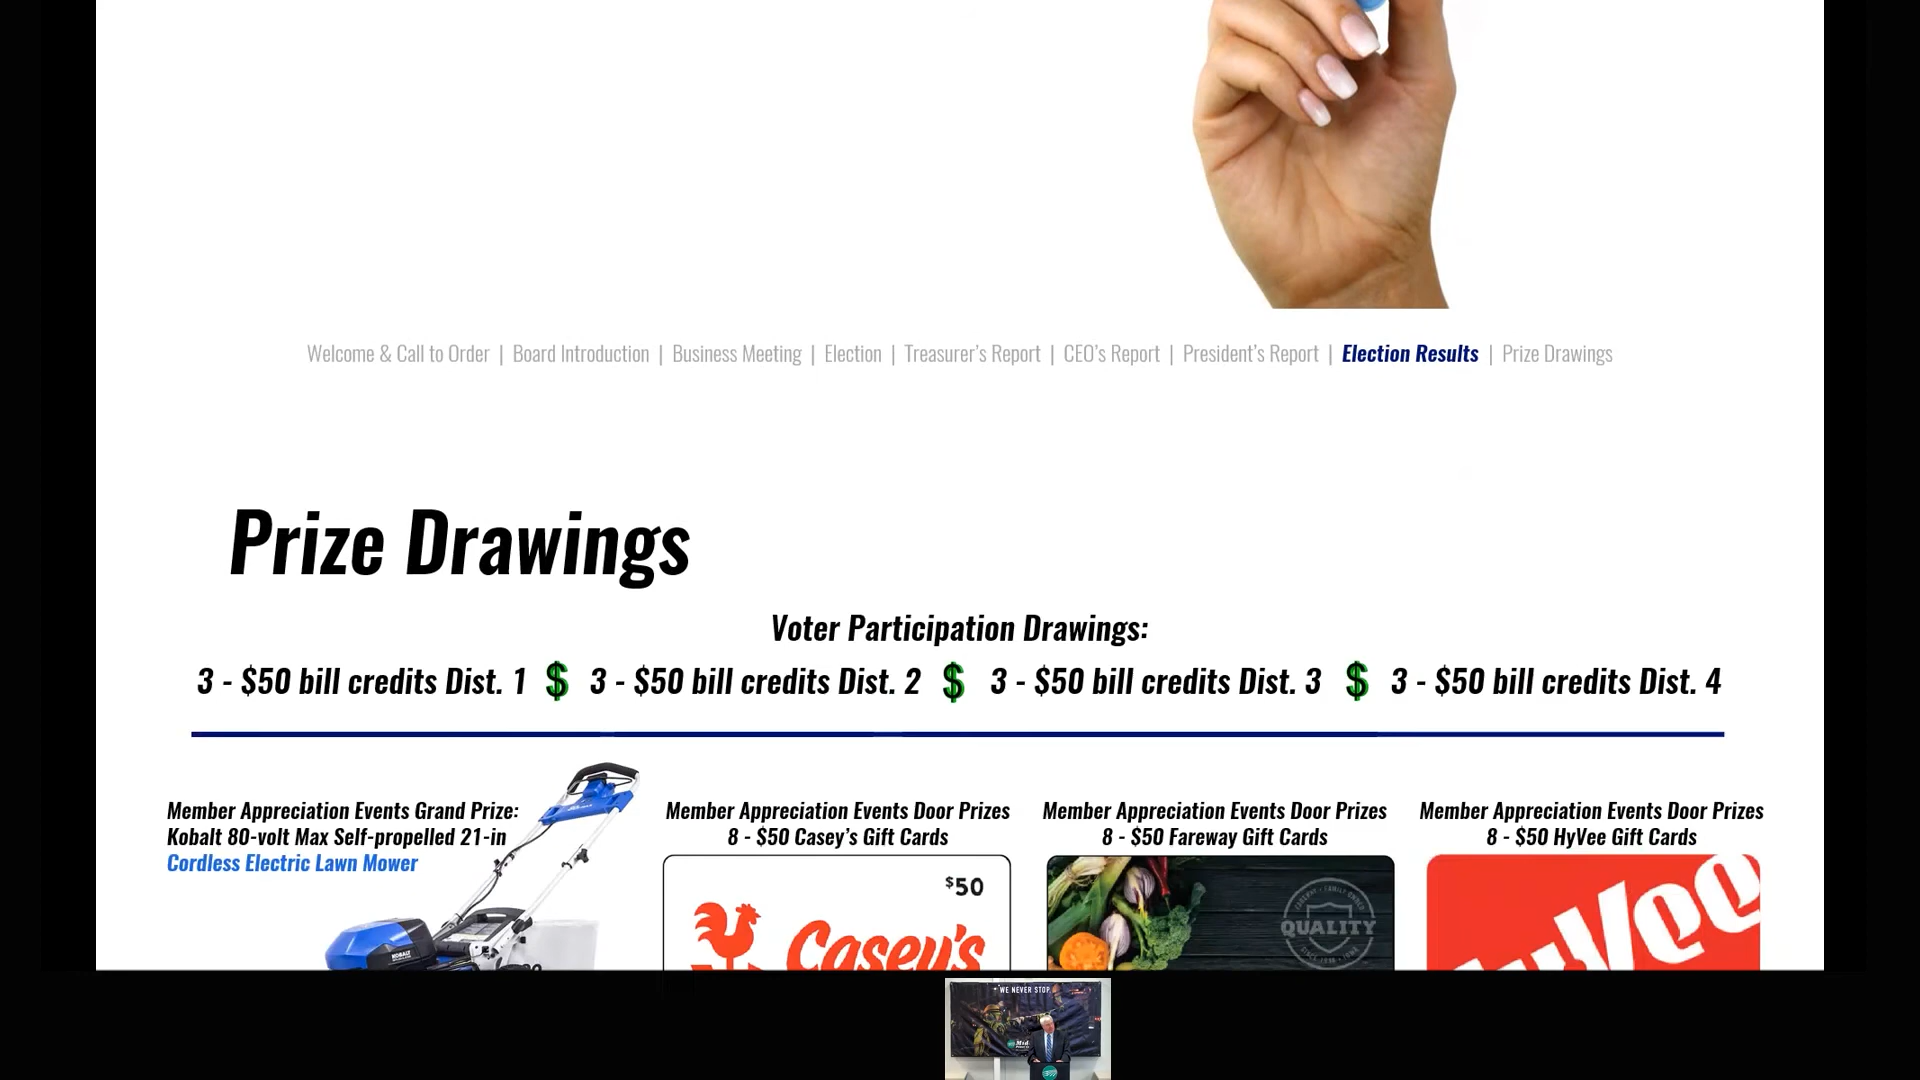 Welcome & Call to Order | Board Introduction | Business Meeting | Election | Treasurer's Report | CEO's Report | President's Report | Election Results | Prize Drawings
Prize Drawings
Voter Participation Drawings:
3 - $50 bill credits Dist. 1 $ 3 - $50 bill credits Dist. 2 $ 3 - $50 bill credits Dist. 3 $ 3 - $50 bill credits Dist. 4
Member Appreciation Events Grand Prize:
Kobalt 80-volt Max Self-propelled 21-in
Cordless Electric Lawn Mower
KOBALT
Member Appreciation Events Door Prizes
8 - $50 Casey's Gift Cards
$50
Casey's
Member Appreciation Events Door Prizes
8 - $50 Fareway Gift Cards
QUALITY
Member Appreciation Events Door Prizes
8 - $50 HyVee Gift Cards
HyVee
WE NEVER STOP